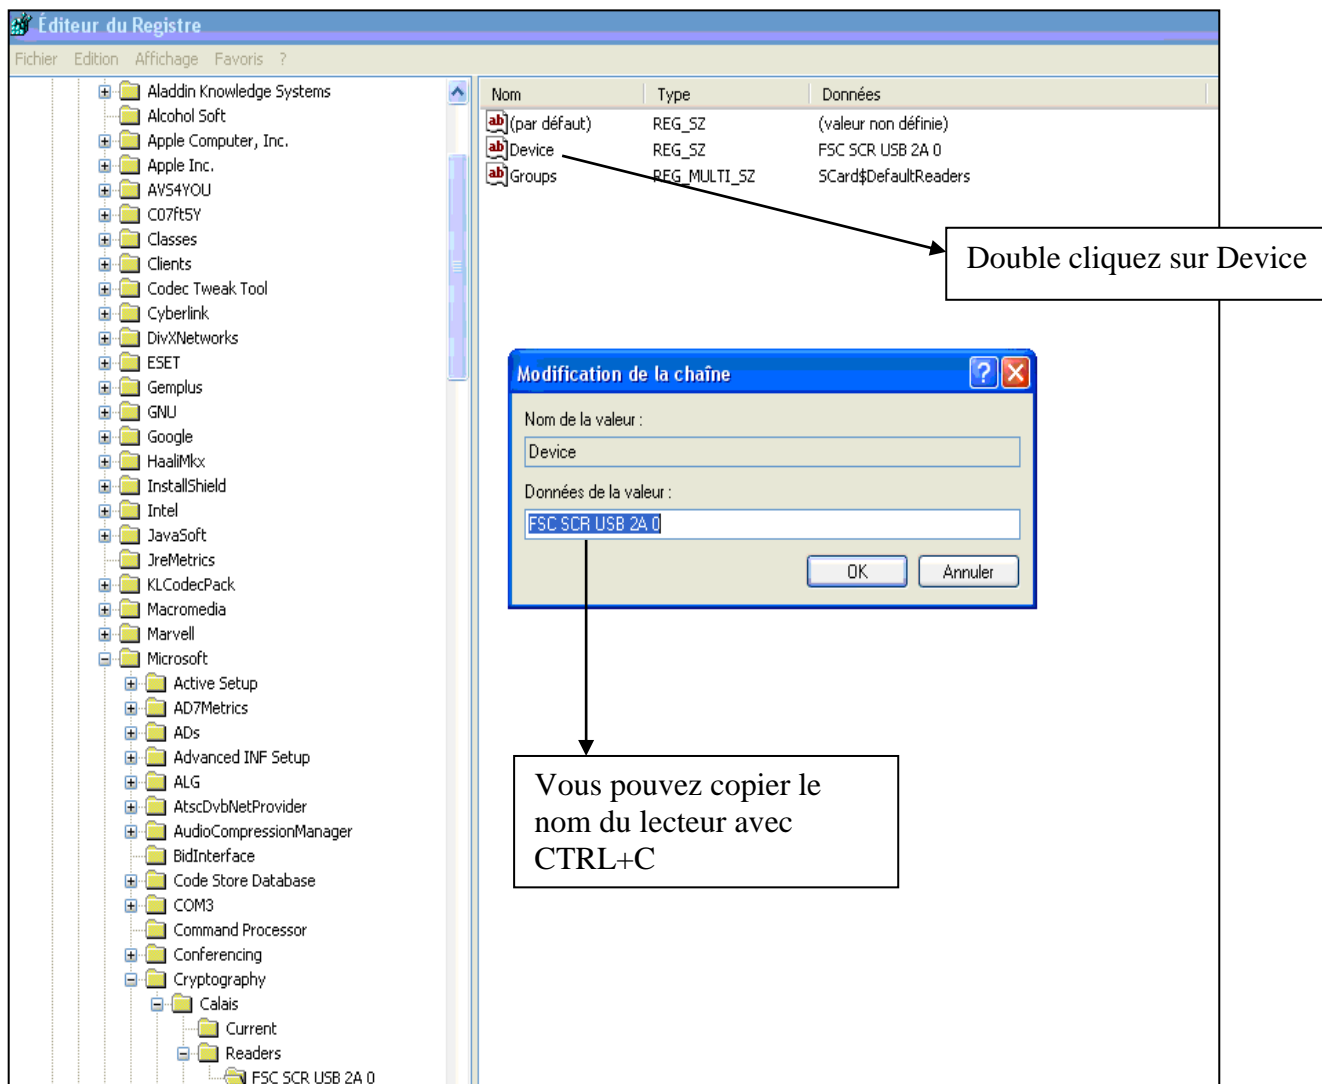 Éditeur du Registre
Fichier Edition Affichage Favoris ?
Aladdin Knowledge Systems
Alcohol Soft
Apple Computer, Inc.
Apple Inc.
AVS4YOU
C07ft5Y
Classes
Clients
Codec Tweak Tool
Cyberlink
DivXNetworks
ESET
Gemplus
GNU
Google
HaaliMkx
InstallShield
Intel
JavaSoft
JreMetrics
KLCodecPack
Macromedia
Marvell
Microsoft
Active Setup
AD7Metrics
ADs
Advanced INF Setup
ALG
AtscDvbNetProvider
AudioCompressionManager
BidInterface
Code Store Database
COM3
Command Processor
Conferencing
Cryptography
Calais
Current
Readers
FSC SCR USB 2A 0
Nom Type Données
(par défaut) REG_SZ (valeur non définie)
Device REG_SZ FSC SCR USB 2A 0
Groups REG_MULTI_SZ SCard$DefaultReaders
Double cliquez sur Device
Modification de la chaîne
Nom de la valeur :
Device
Données de la valeur :
FSC SCR USB 2A 0
OK Annuler
Vous pouvez copier le
nom du lecteur avec
CTRL+C